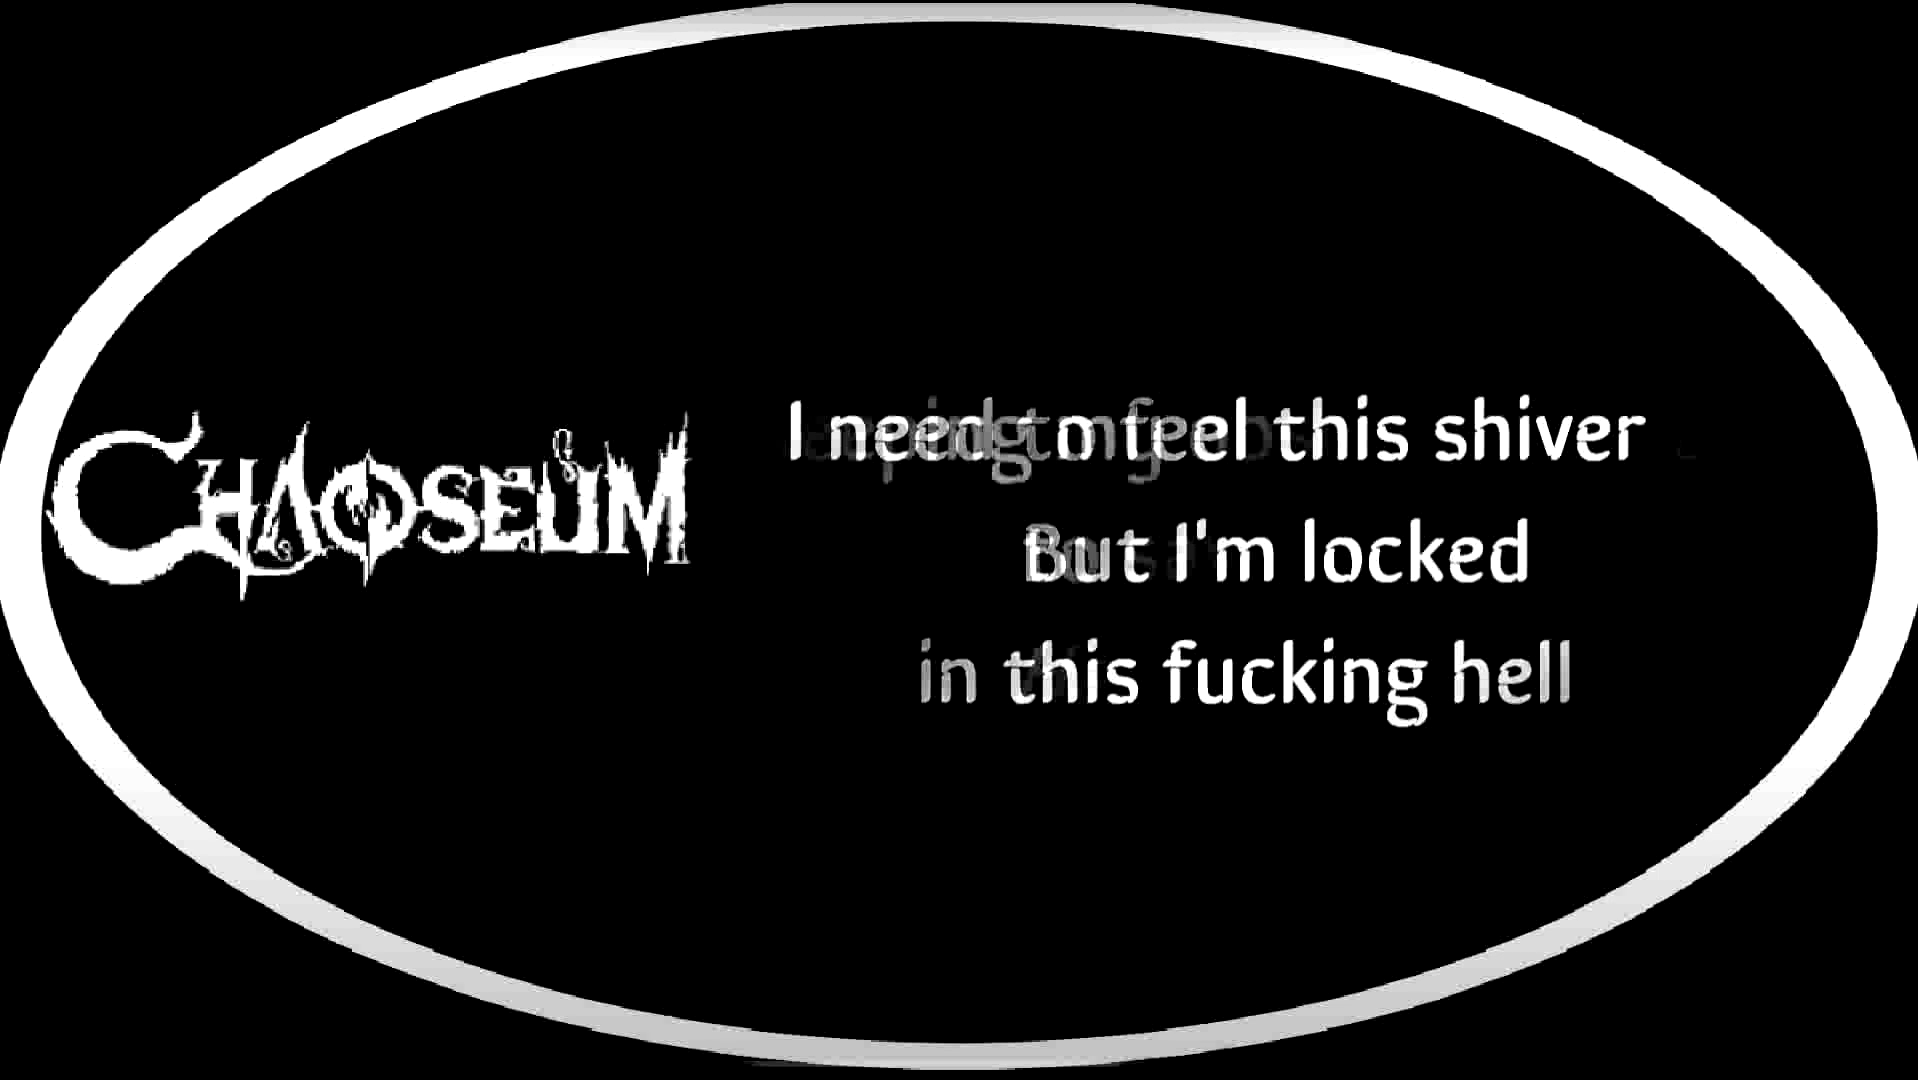 CHAOSEUM
I need to feel this shiver
But I'm locked
in this fucking hell